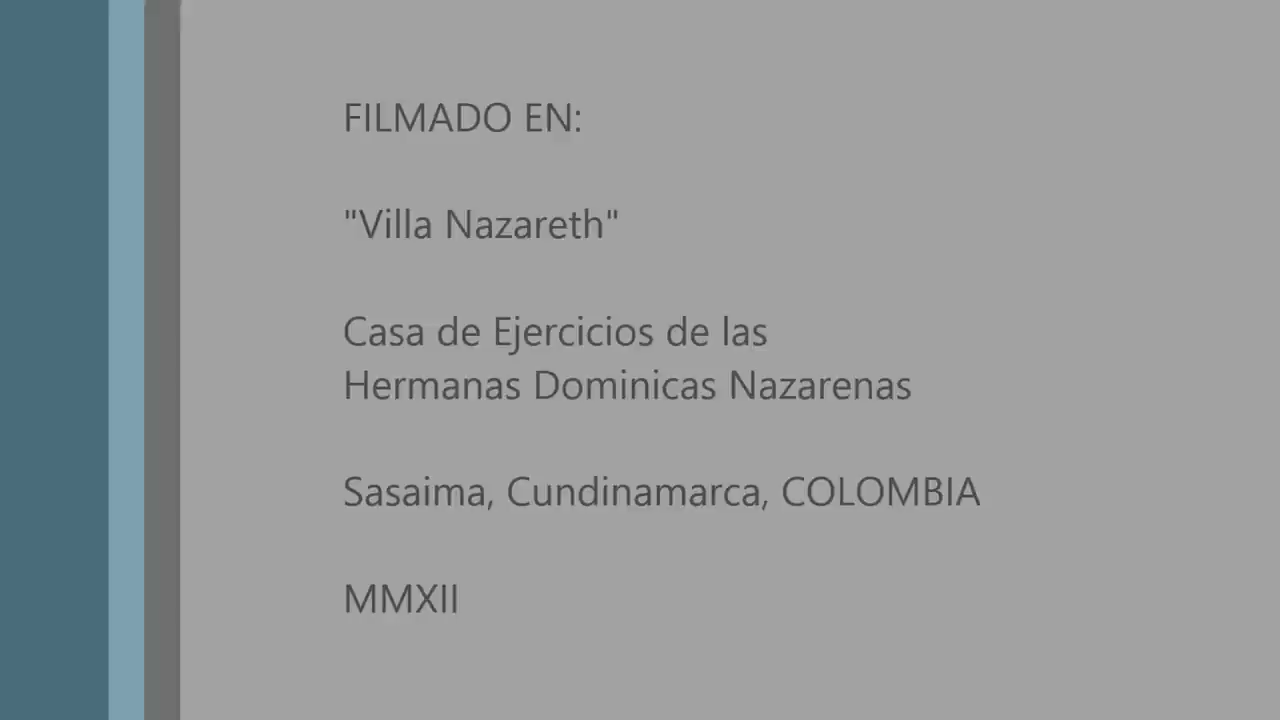 FILMADO EN:
"Villa Nazareth"
Casa de Ejercicios de las
Hermanas Dominicas Nazarenas
Sasaima, Cundinamarca, COLOMBIA
MMXII